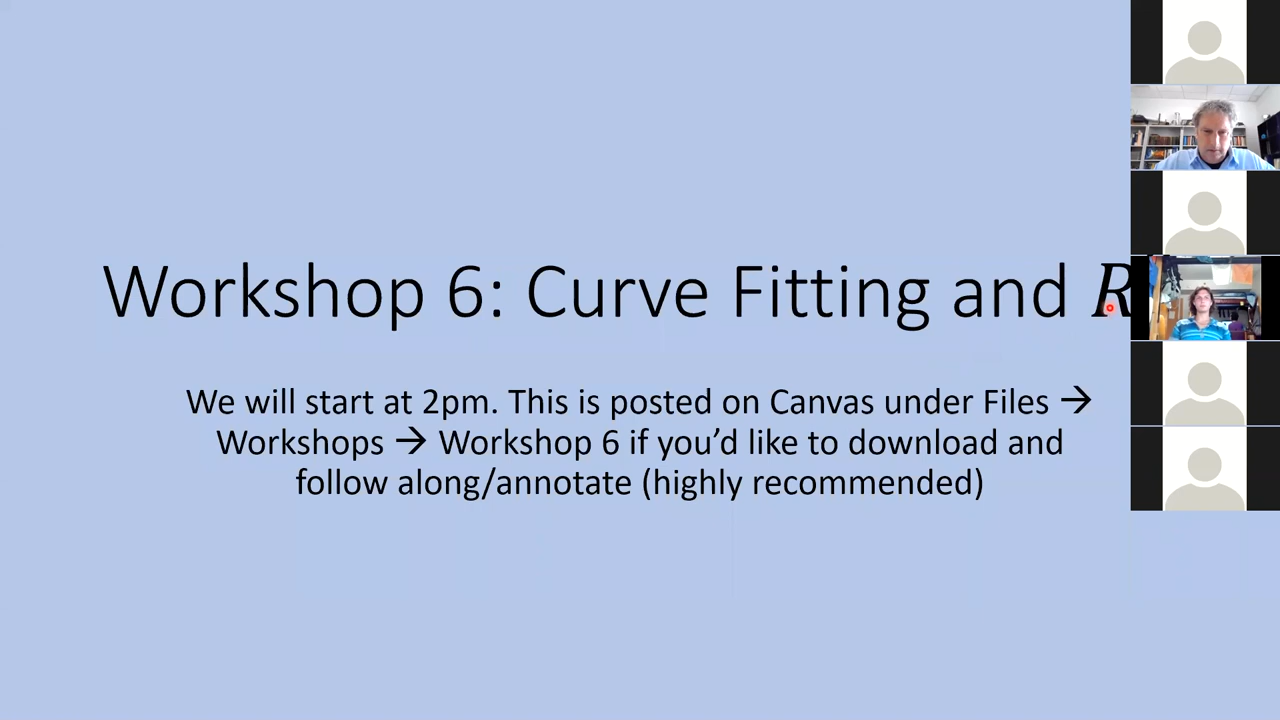 Workshop 6: Curve Fitting and R
We will start at 2pm. This is posted on Canvas under Files →
Workshops → Workshop 6 if you’d like to download and
follow along/annotate (highly recommended)